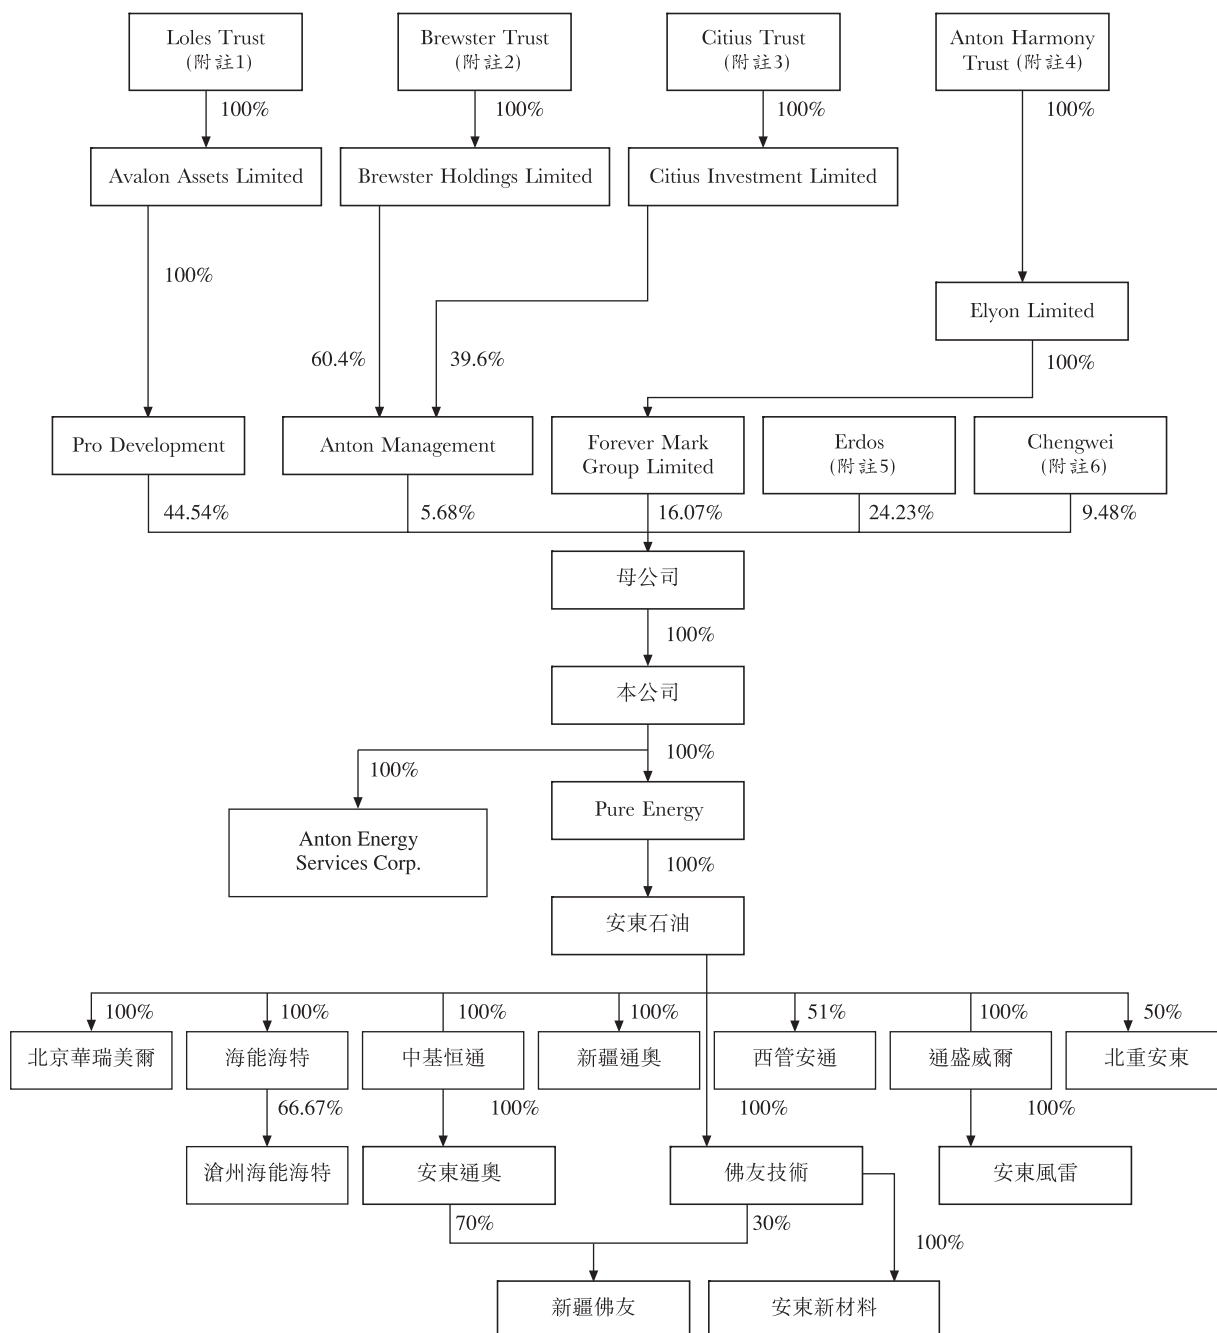 Loles Trust
(附註1)
Brewster Trust
(附註2)
Citius Trust
(附註3)
Anton Harmony
Trust (附註4)
100%
100%
100%
100%
Avalon Assets Limited
Brewster Holdings Limited
Citius Investment Limited
100%
Elyon Limited
60.4%
39.6%
100%
Pro Development
Anton Management
Forever Mark
Group Limited
Erdos
(附註5)
Chengwei
(附註6)
44.54%
5.68%
16.07%
24.23%
9.48%
母公司
100%
本公司
100%
100%
Pure Energy
Anton Energy
Services Corp.
100%
安東石油
100%
100%
100%
100%
51%
100%
50%
北京華瑞美爾
海能海特
中基恒通
新疆通奧
西管安通
通盛威爾
北重安東
66.67%
100%
100%
100%
滄州海能海特
安東通奧
佛友技術
安東風雷
70%
30%
100%
新疆佛友
安東新材料